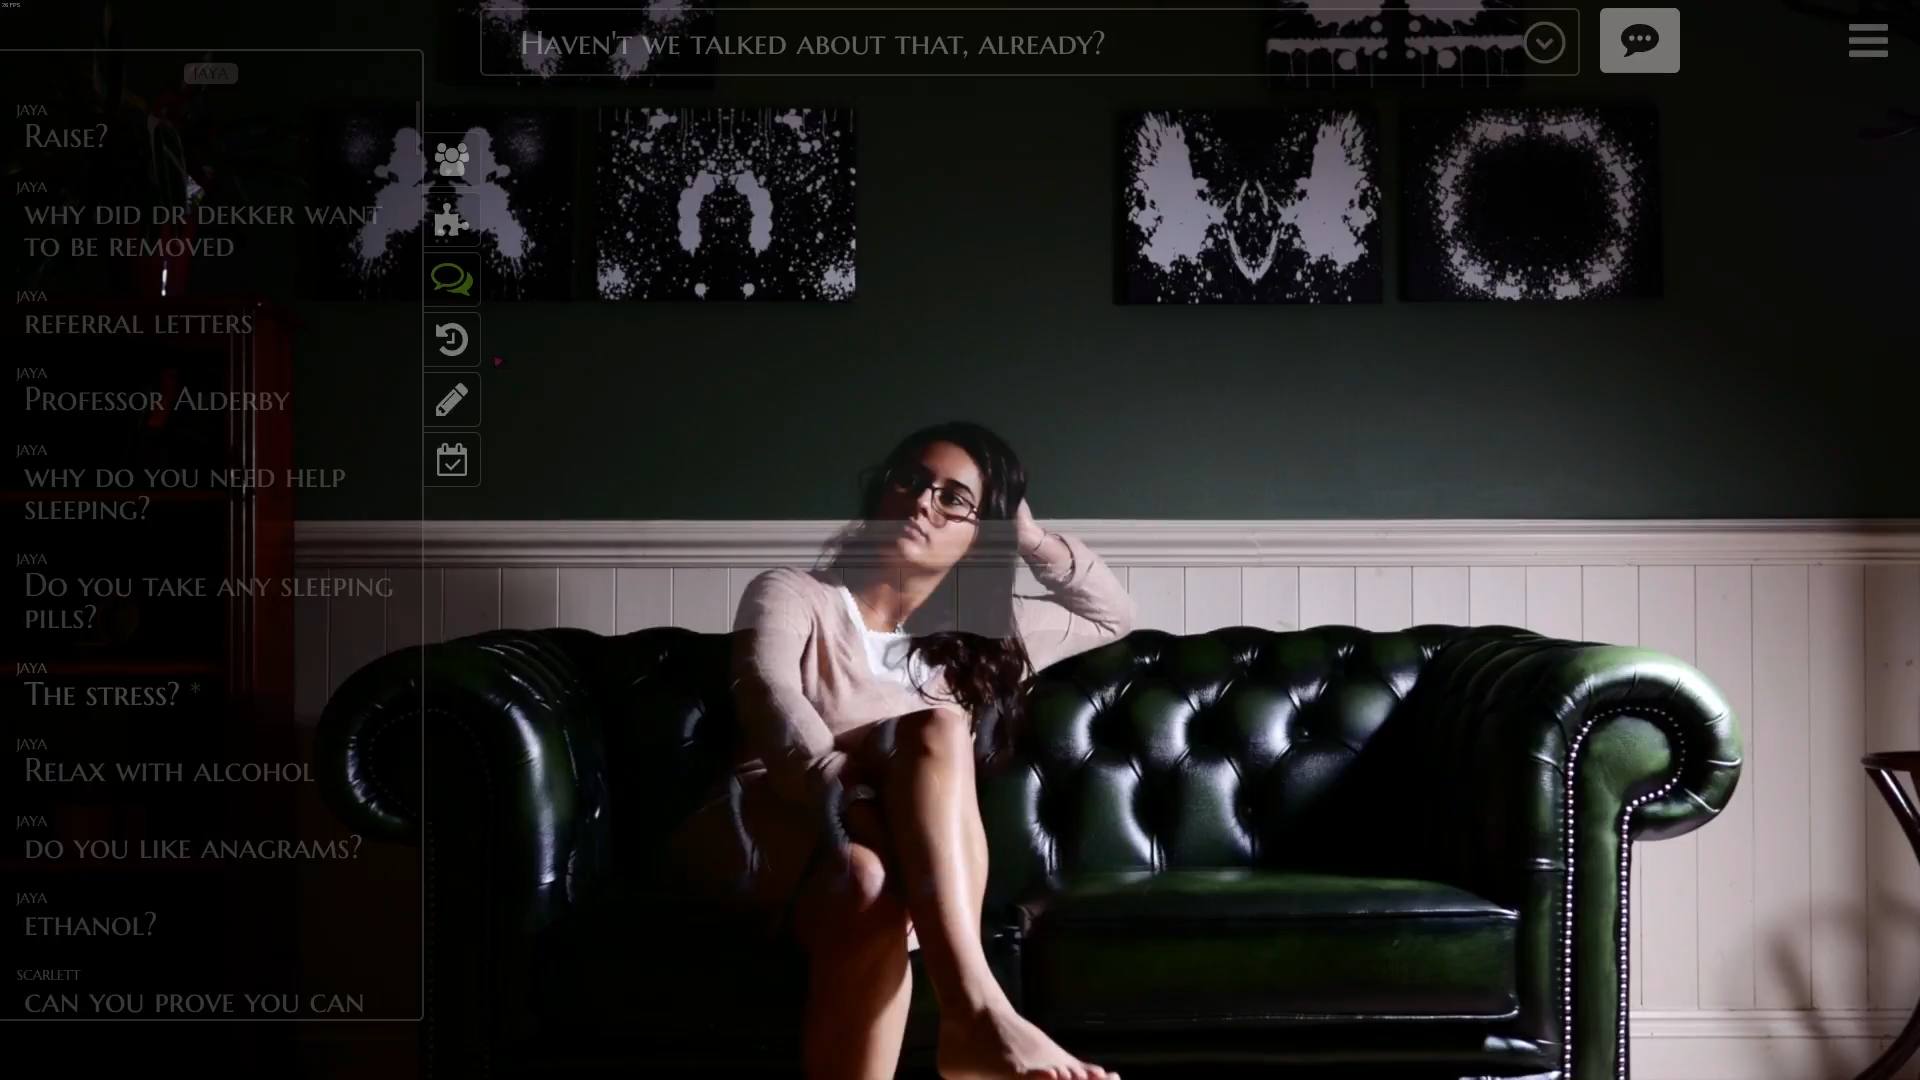 26 FPS
Haven't we talked about that, already?
JAYA
JAYA
Raise?
JAYA
why did dr dekker want
to be removed
JAYA
referral letters
JAYA
Professor Alderby
JAYA
why do you need help
sleeping?
JAYA
Do you take any sleeping
pills?
JAYA
The stress? *
JAYA
Relax with alcohol
JAYA
do you like anagrams?
JAYA
ethanol?
SCARLETT
can you prove you can